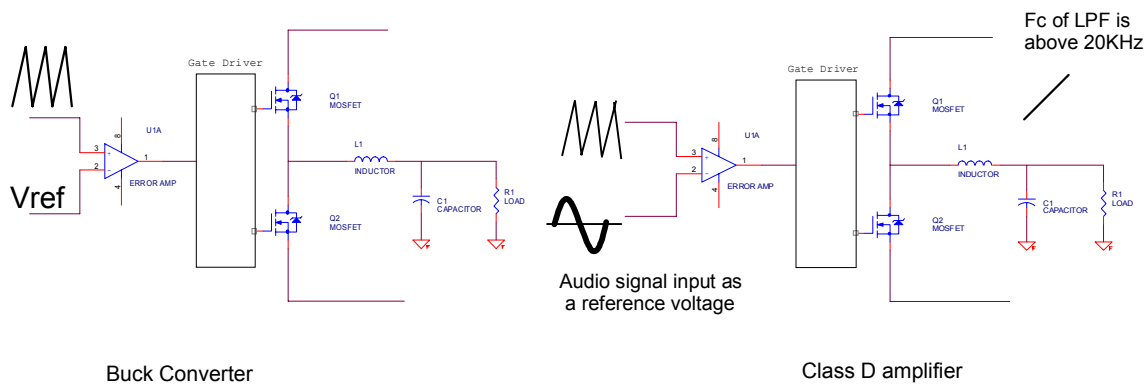 Gate Driver
Q1
MOSFET
U1A
8
3
+
1
2
-
4
ERROR AMP
Vref
L1
INDUCTOR
C1
CAPACITOR
R1
LOAD
Q2
MOSFET
F
F
Buck Converter
Fc of LPF is
above 20KHz
Gate Driver
Q1
MOSFET
U1A
8
3
+
1
2
-
4
ERROR AMP
L1
INDUCTOR
C1
CAPACITOR
R1
LOAD
Q2
MOSFET
F
F
Audio signal input as
a reference voltage
Class D amplifier